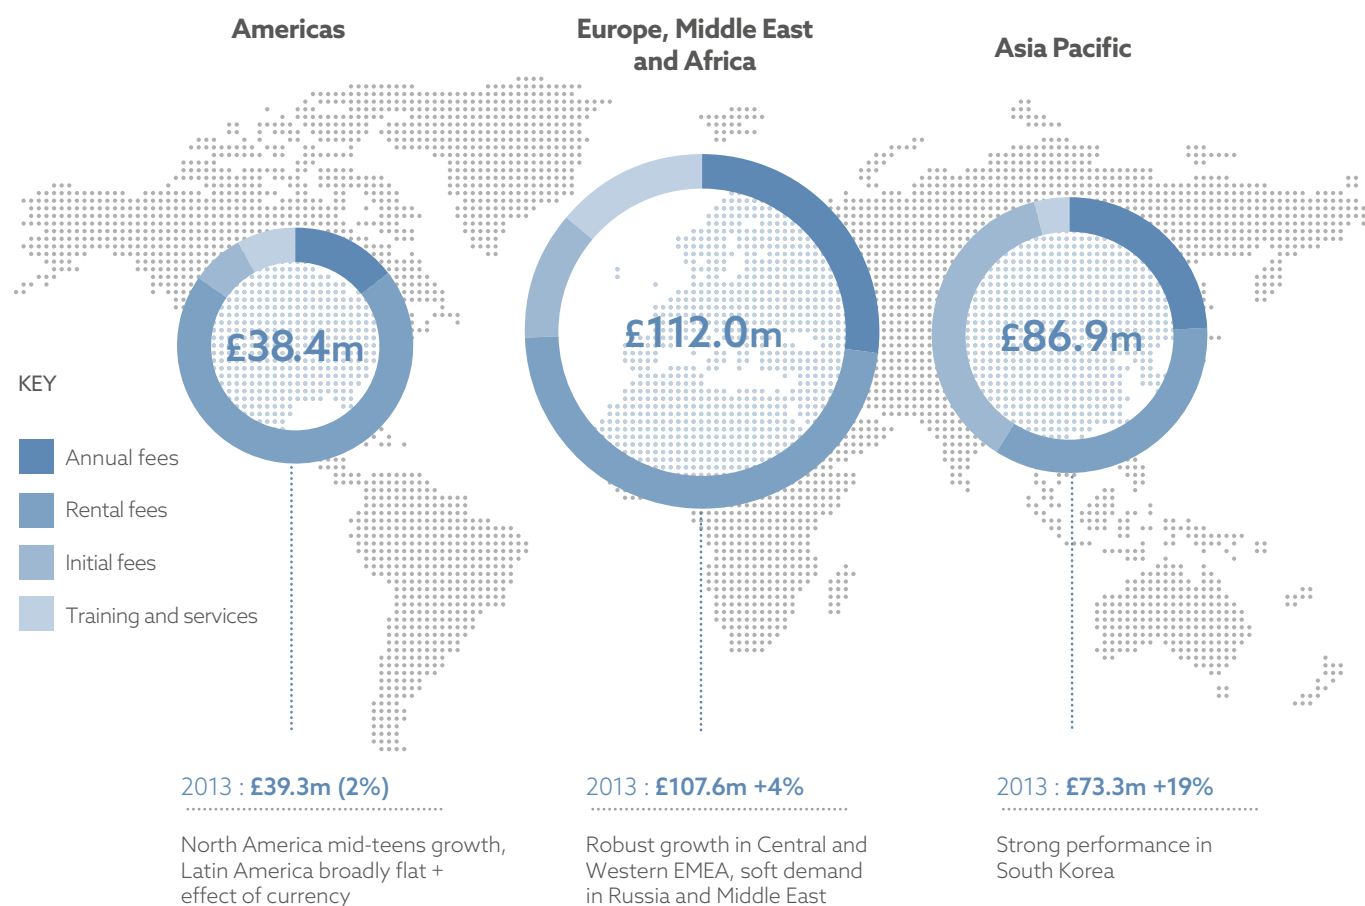 Americas
Europe, Middle East
and Africa
Asia Pacific
£38.4m
£112.0m
£86.9m
KEY
Annual fees
Rental fees
Initial fees
Training and services
2013 : £39.3m (2%)
North America mid-teens growth,
Latin America broadly flat +
effect of currency
2013 : £107.6m +4%
Robust growth in Central and
Western EMEA, soft demand
in Russia and Middle East
2013 : £73.3m +19%
Strong performance in
South Korea